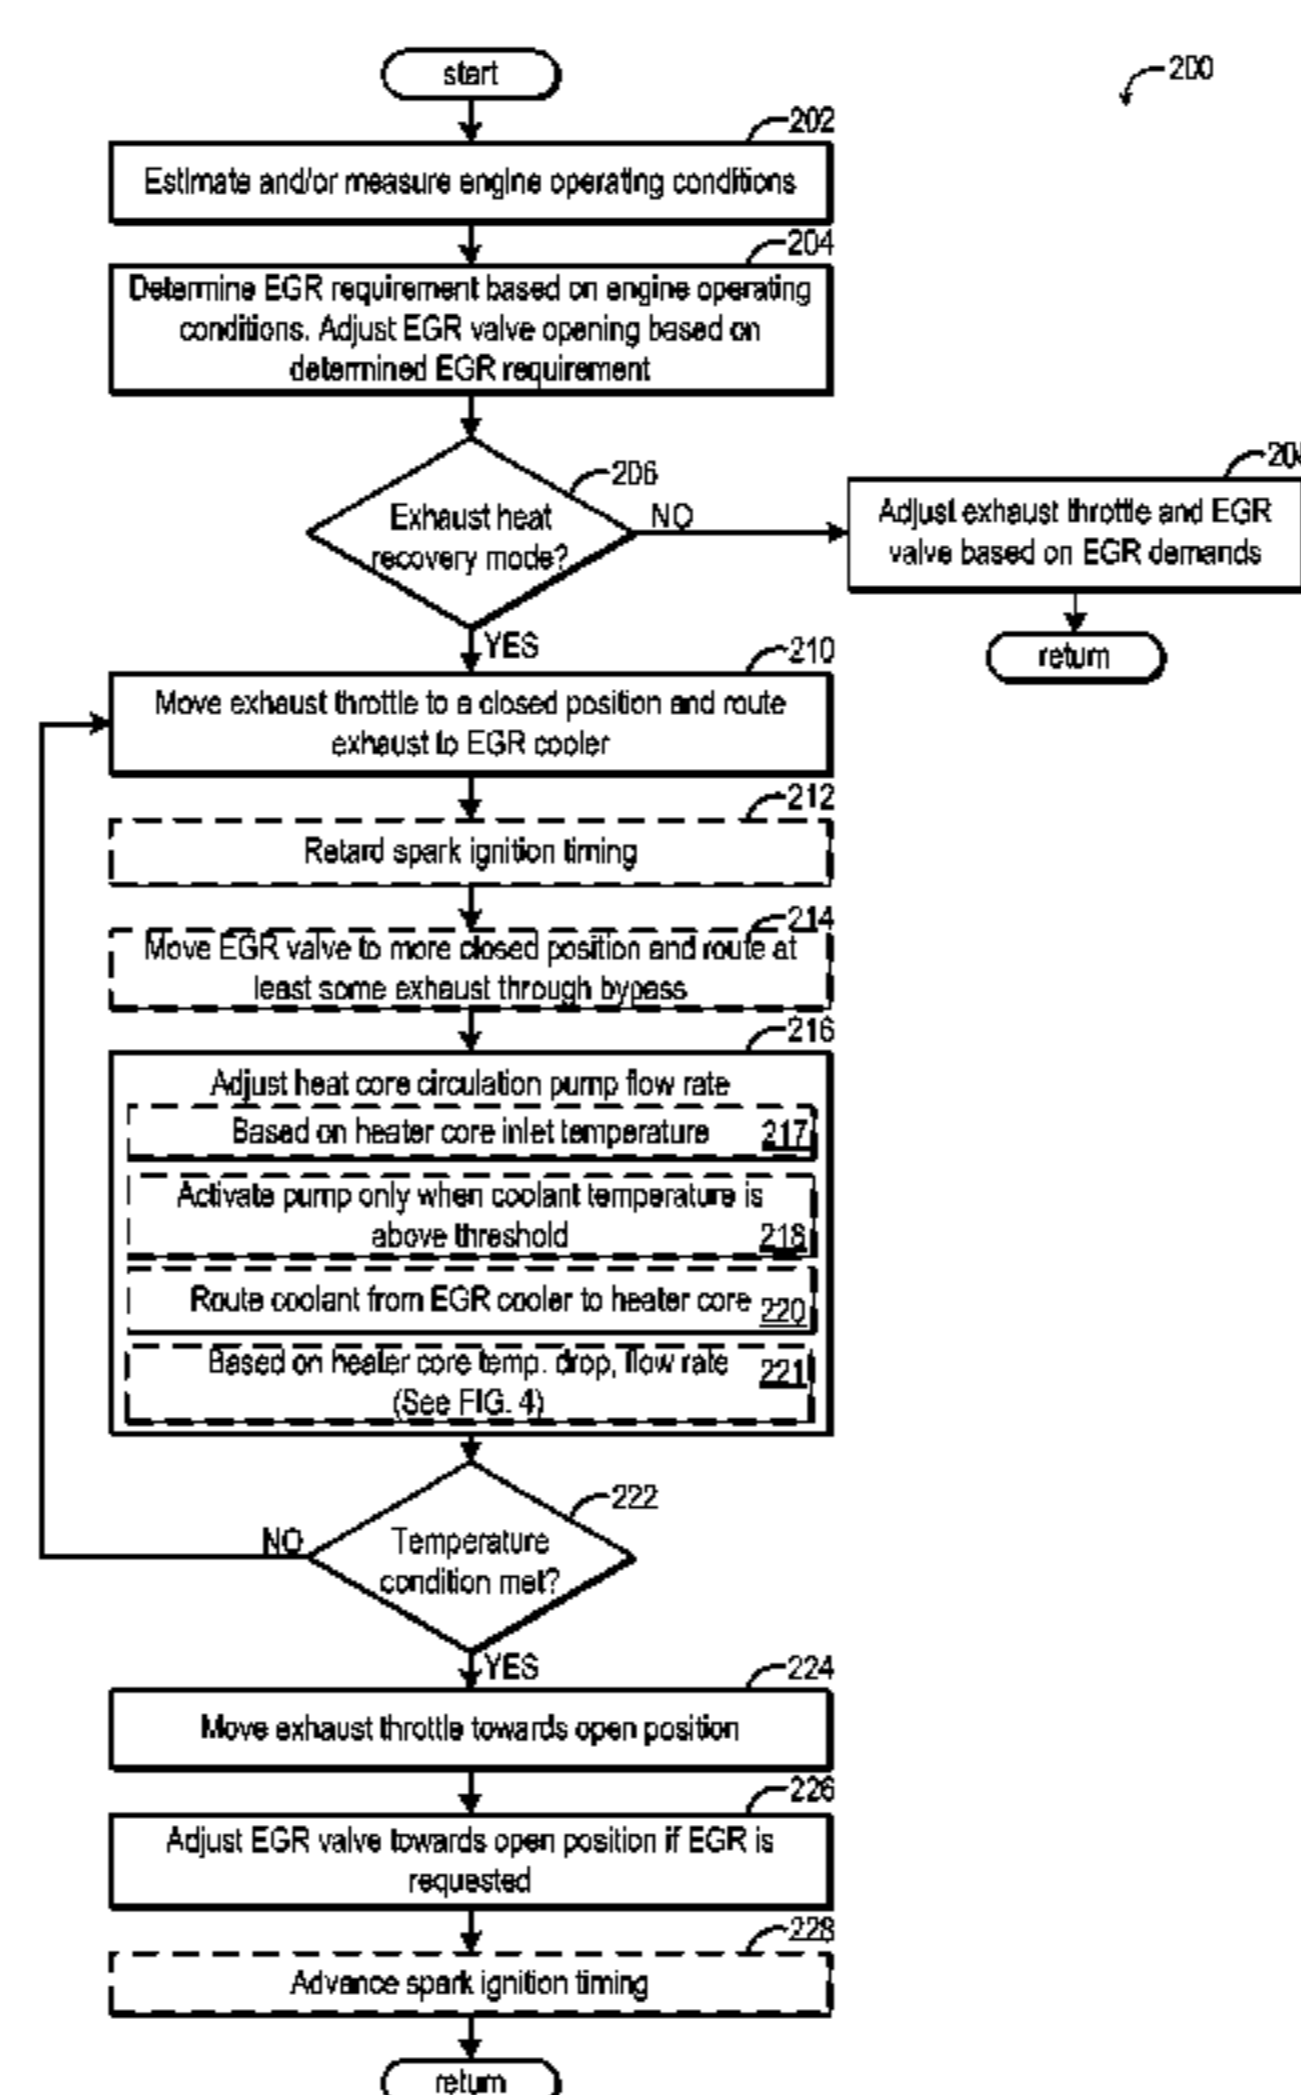 start
200
202
Estimate and/or measure engine operating conditions
204
Determine EGR requirement based on engine operating
conditions. Adjust EGR valve opening based on
determined EGR requirement
206
Exhaust heat
recovery mode?
NO
Adjust exhaust throttle and EGR
valve based on EGR demands
return
YES
210
Move exhaust throttle to a closed position and route
exhaust to EGR cooler
212
Retard spark ignition timing
214
Move EGR valve to more closed position and route at
least some exhaust through bypass
216
Adjust heat core circulation pump flow rate
Based on heater core inlet temperature 217
Activate pump only when coolant temperature is
above threshold 218
Route coolant from EGR cooler to heater core 220
Based on heater core temp. drop, flow rate 221
(See FIG. 4)
222
NO
Temperature
condition met?
YES
224
Move exhaust throttle towards open position
226
Adjust EGR valve towards open position if EGR is
requested
228
Advance spark ignition timing
return